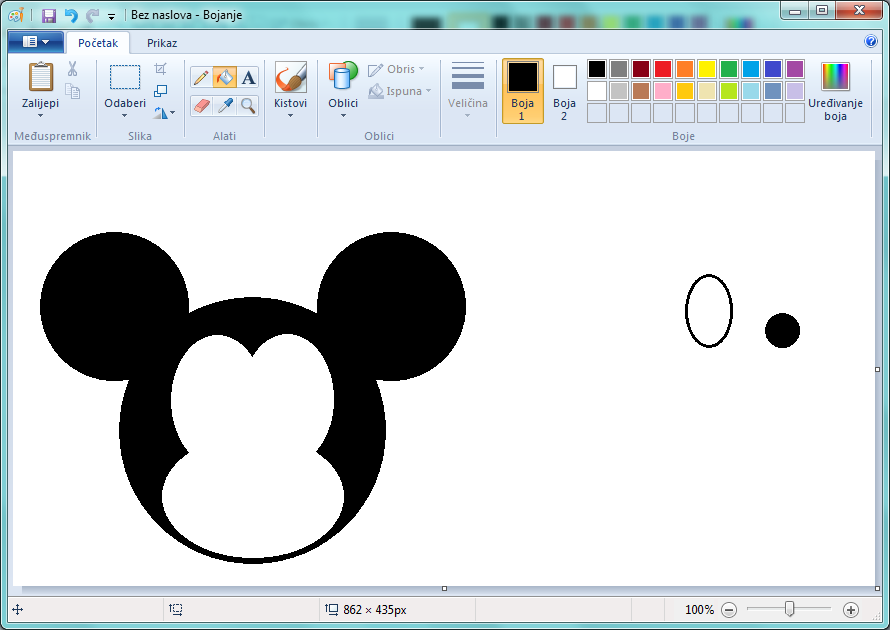 Bez naslova - Bojanje
Početak Prikaz
Zalijepi
Međuspremnik
Odaberi
Slika
A
Alati
Kistovi
Oblici
Obris
Ispuna
Oblici
Veličina
Boja
1
Boja
2
Boje
Uređivanje
boja
862 × 435px
100%